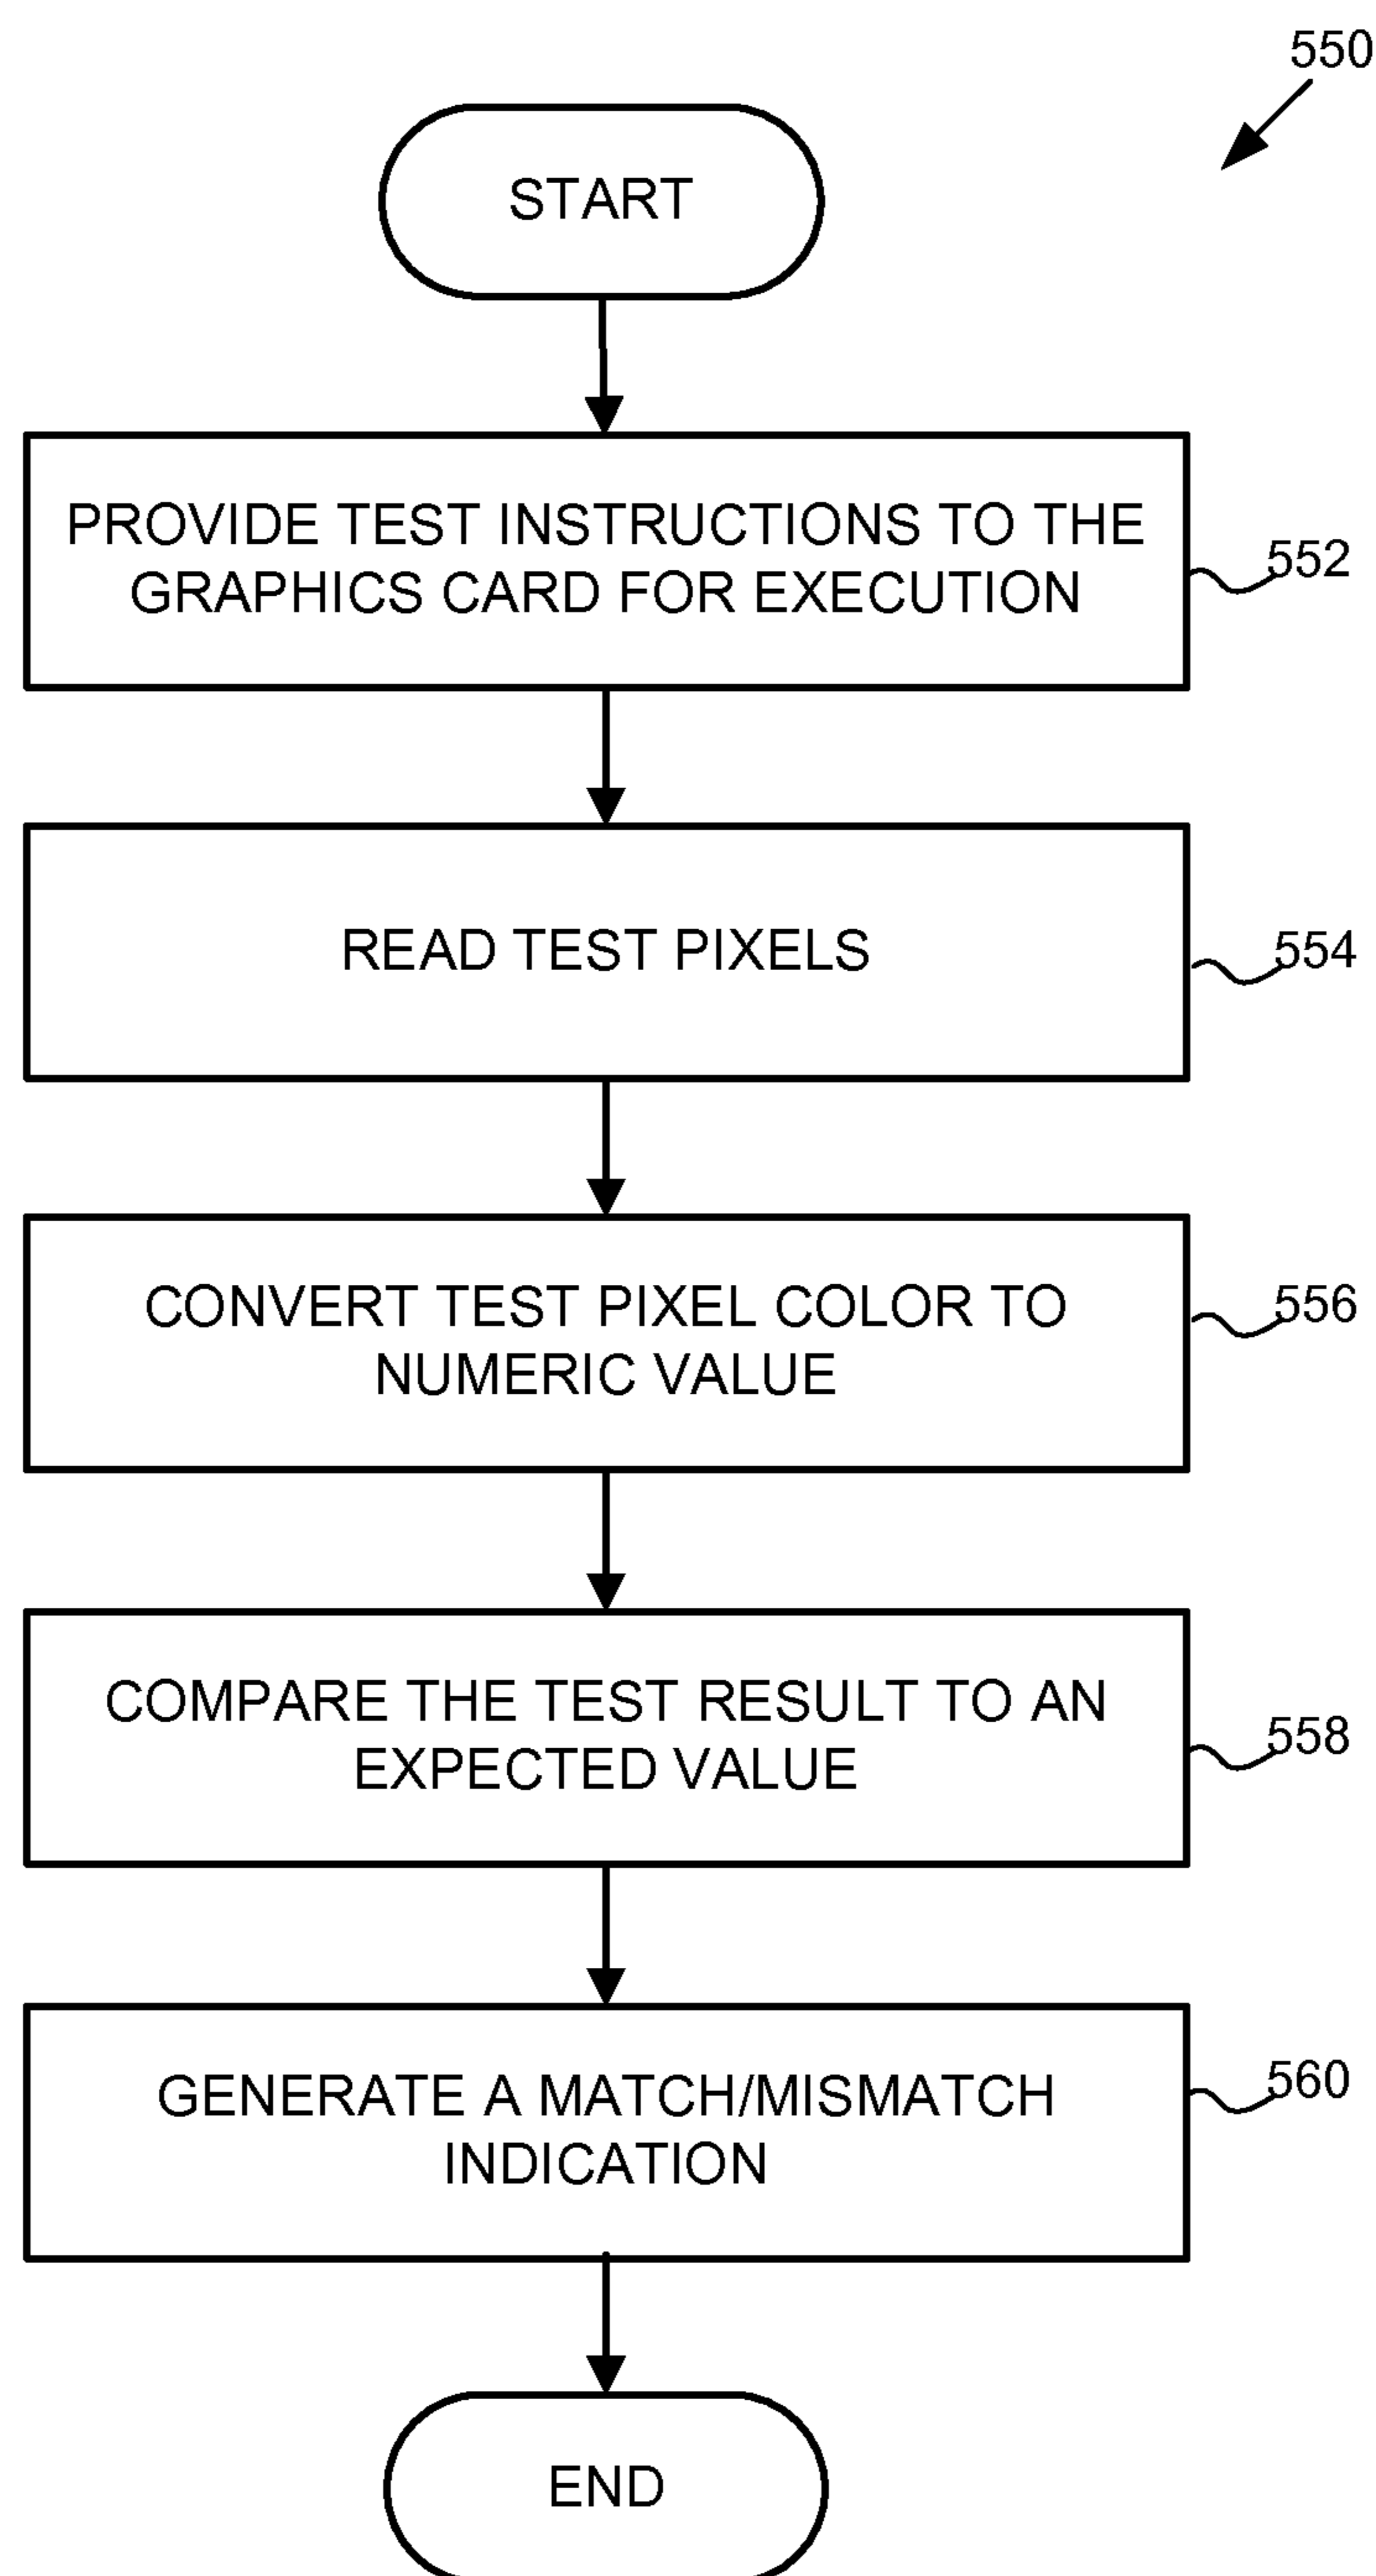 550
START
PROVIDE TEST INSTRUCTIONS TO THE
GRAPHICS CARD FOR EXECUTION
552
READ TEST PIXELS
554
CONVERT TEST PIXEL COLOR TO
NUMERIC VALUE
556
COMPARE THE TEST RESULT TO AN
EXPECTED VALUE
558
GENERATE A MATCH/MISMATCH
INDICATION
560
END